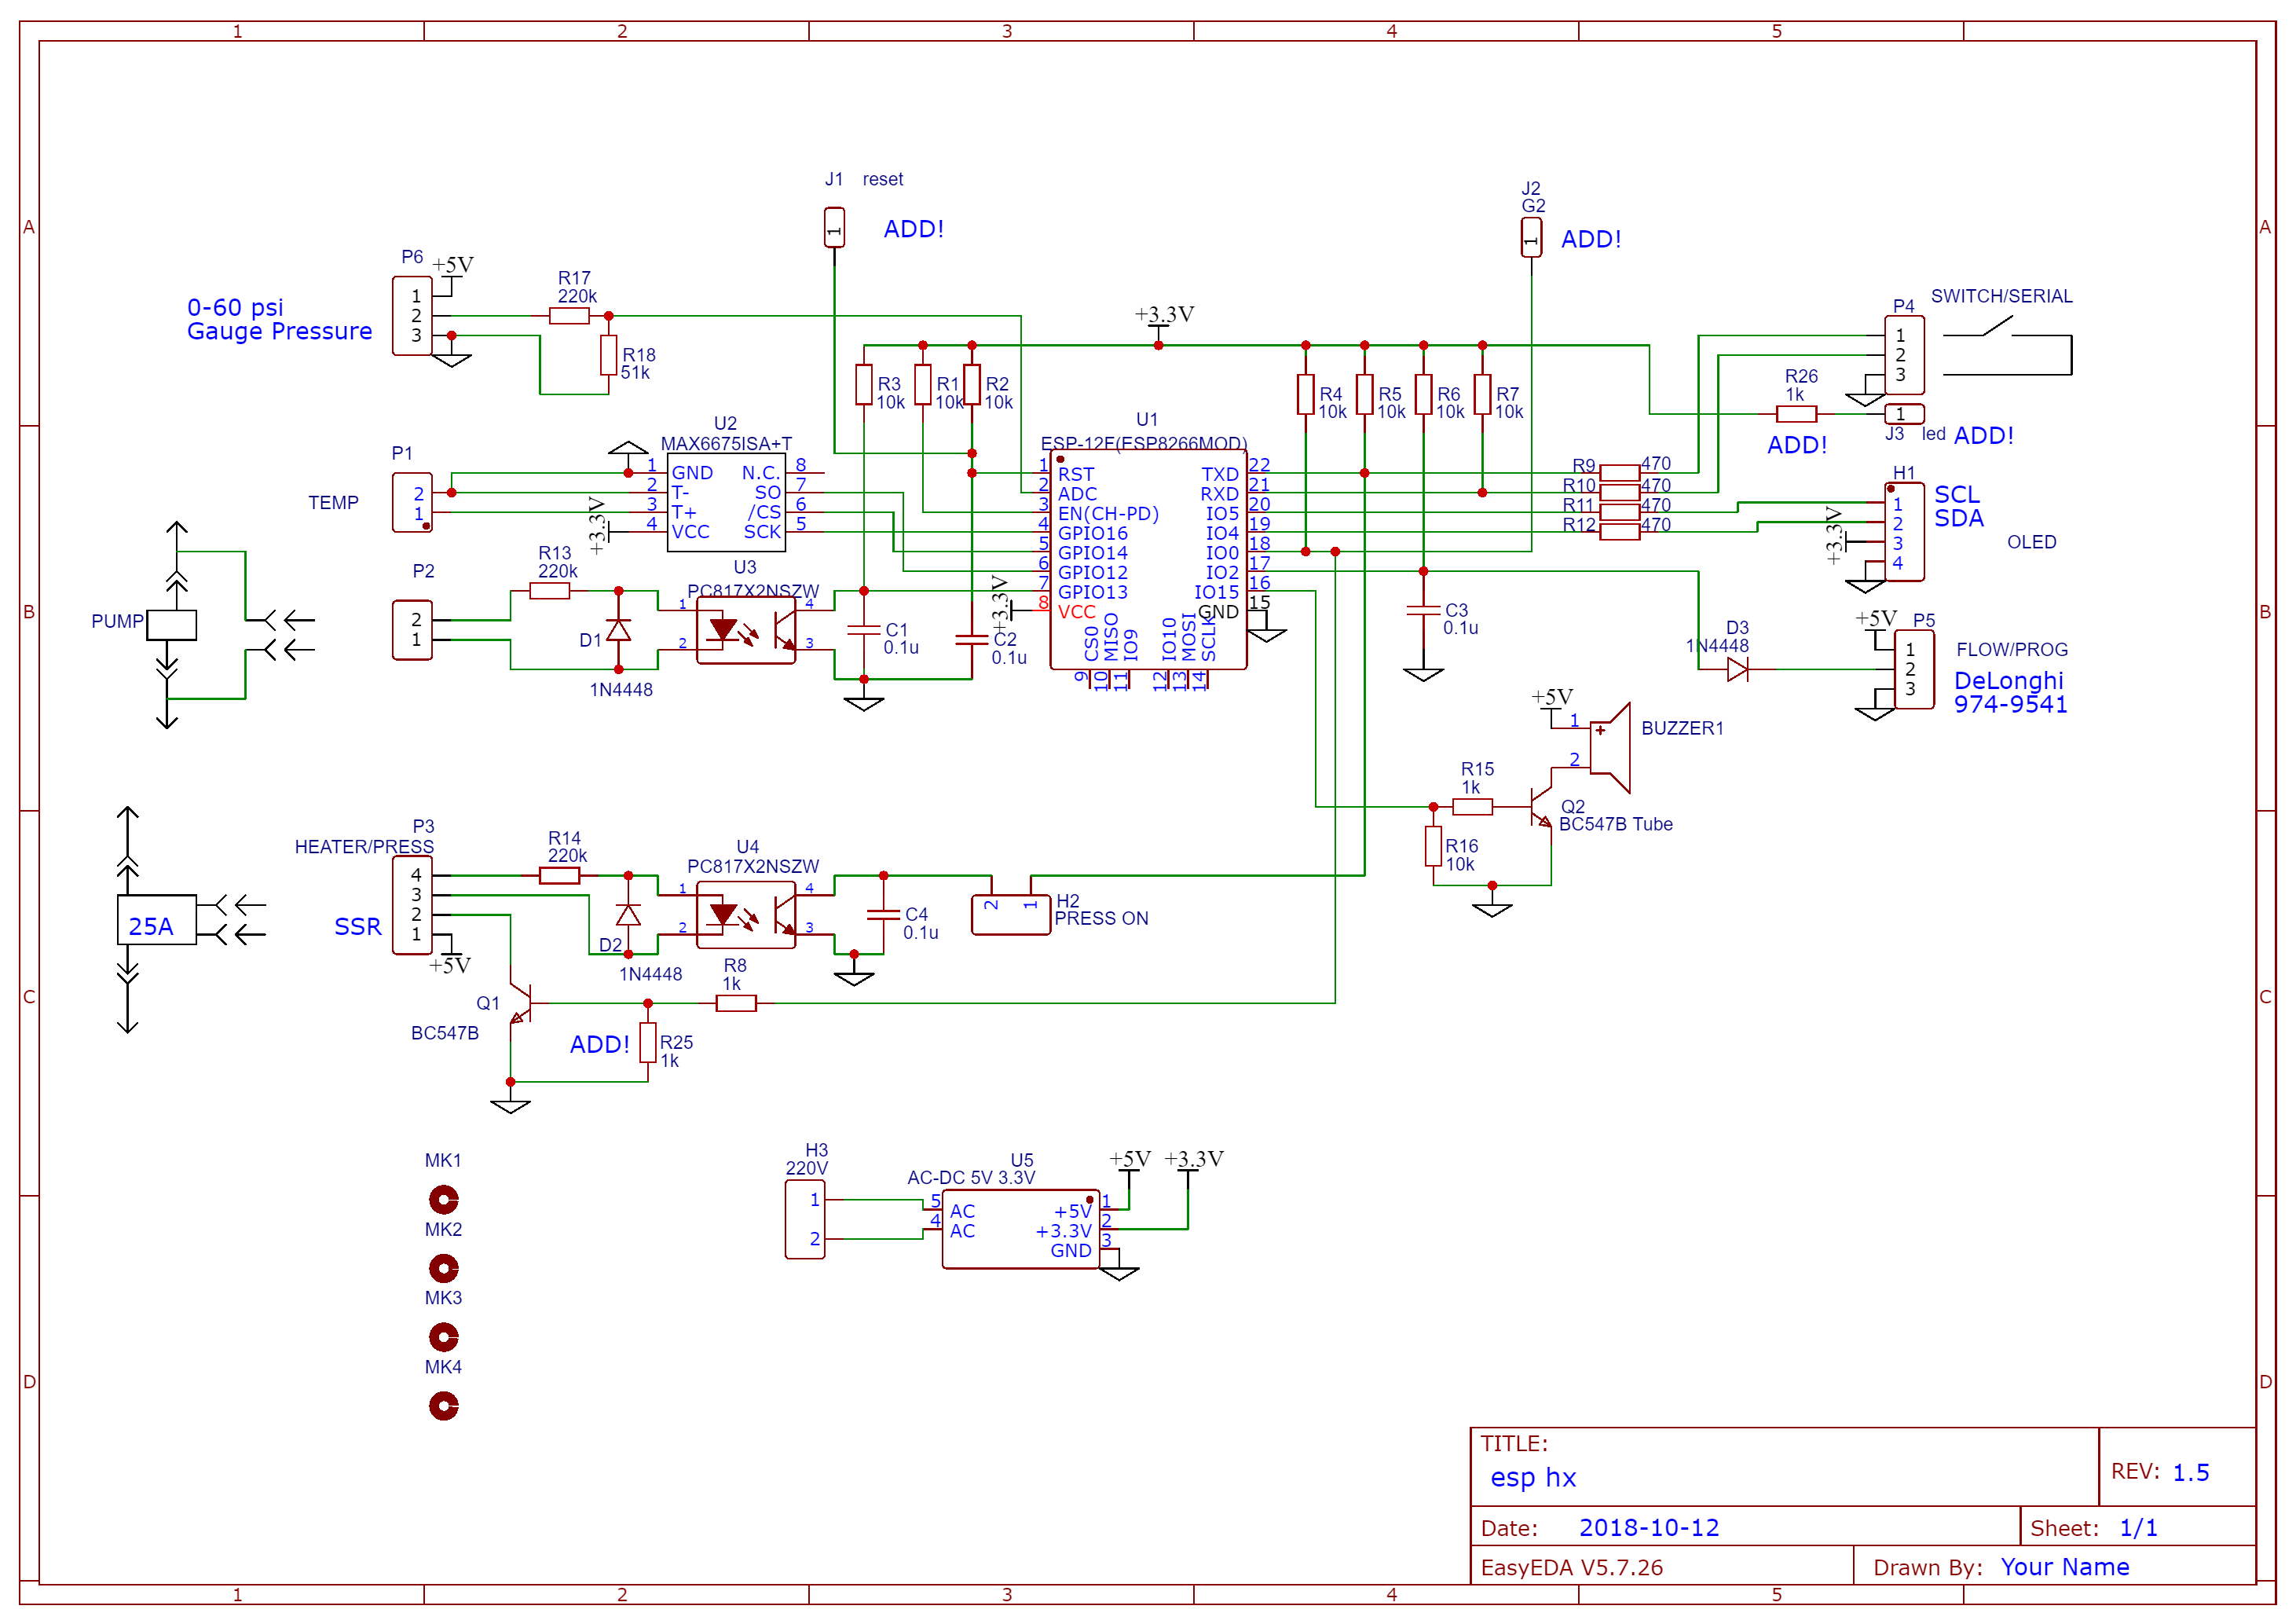 1 2 3 4 5
A A
B B
C C
D D
J1 reset
ADD!
J2
G2
ADD!
P6
+5V
1
2
3
0-60 psi
Gauge Pressure
R17
220k
R18
51k
+3.3V
R3
10k
R1
10k
R2
10k
R4
10k
R5
10k
R6
10k
R7
10k
SWITCH/SERIAL
P4
1
2
3
R26
1k
ADD!
1
J3 led ADD!
P1
TEMP
2
1
U2
MAX6675ISA+T
1 GND
2 T-
3 T+
4 VCC
N.C. 8
SO 7
/CS 6
SCK 5
+3.3V
U1
ESP-12F(ESP8266MOD)
1 RST
2 ADC
3 EN(CH-PD)
4 GPIO16
5 GPIO14
6 GPIO12
7 GPIO13
8 VCC
+3.3V
TXD 22
RXD 21
IO5 20
IO4 19
IO0 18
IO2 17
IO15 16
GND 15
CS0 MISO IO9 IO10 MOSI SCLK
9 10 11 12 13 14
R9 470
R10 470
R11 470
R12 470
H1
1
2
3
4
SCL
SDA
+3.3V
OLED
PUMP
P2
2
1
R13
220k
D1
1N4448
U3
PC817X2NSZW
1
2
4
3
C1
0.1u
C2
0.1u
C3
0.1u
D3
1N4448
+5V
P5
1
2
3
FLOW/PROG
DeLonghi
974-9541
+5V
1
2
+
BUZZER1
R15
1k
Q2
BC547B Tube
R16
10k
25A
P3
HEATER/PRESS
4
3
2
1
SSR
+5V
R14
220k
D2
1N4448
U4
PC817X2NSZW
1
2
4
3
C4
0.1u
2 1
H2
PRESS ON
R8
1k
Q1
BC547B
ADD!
R25
1k
MK1
MK2
MK3
MK4
H3
220V
1
2
U5
AC-DC 5V 3.3V
5 AC
4 AC
+5V 1
+3.3V 2
GND 3
+5V +3.3V
TITLE:
esp hx
REV: 1.5
Date: 2018-10-12
Sheet: 1/1
EasyEDA V5.7.26
Drawn By: Your Name
1 2 3 4 5